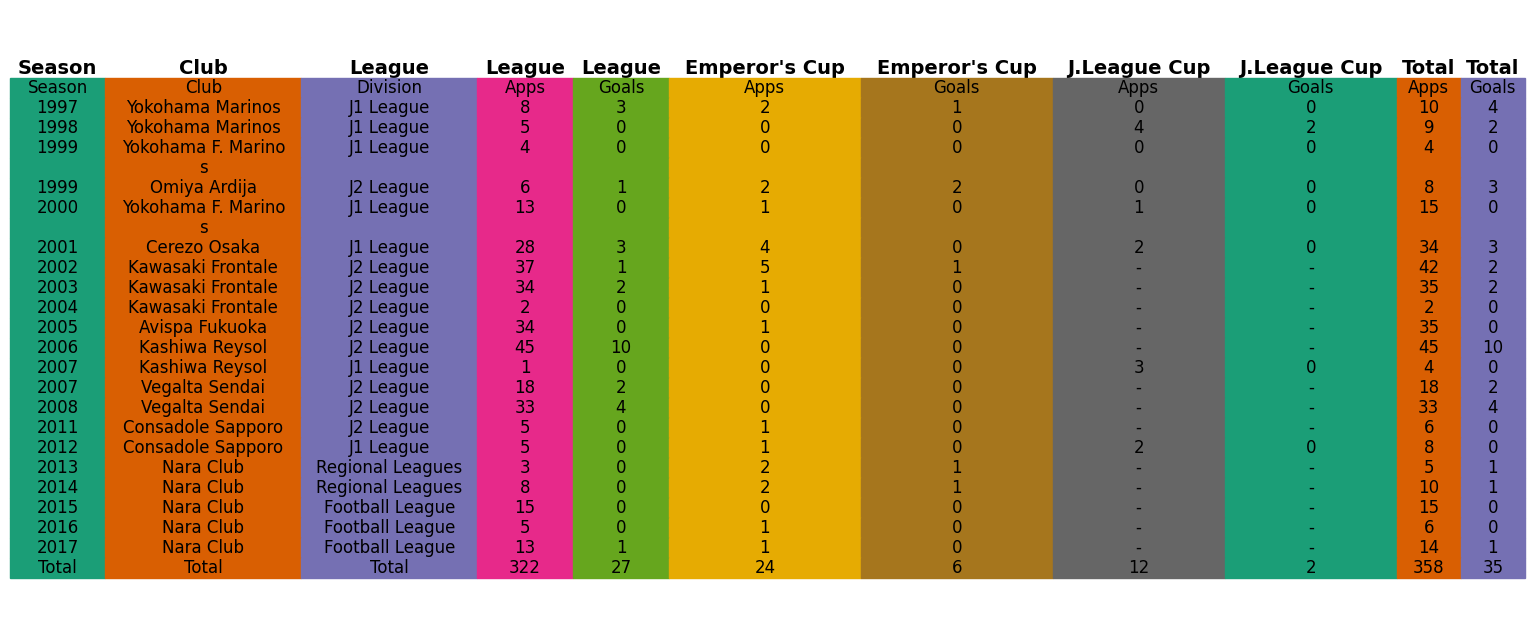 Season Club League League League Emperor's Cup Emperor's Cup J.League Cup J.League Cup Total Total
Season Club Division Apps Goals Apps Goals Apps Goals Apps Goals
1997 Yokohama Marinos J1 League 8 3 2 1 0 0 10 4
1998 Yokohama Marinos J1 League 5 0 0 0 4 2 9 2
1999 Yokohama F. Marino J1 League 4 0 0 0 0 0 4 0
s
1999 Omiya Ardija J2 League 6 1 2 2 0 0 8 3
2000 Yokohama F. Marino J1 League 13 0 1 0 1 0 15 0
s
2001 Cerezo Osaka J1 League 28 3 4 0 2 0 34 3
2002 Kawasaki Frontale J2 League 37 1 5 1 - - 42 2
2003 Kawasaki Frontale J2 League 34 2 1 0 - - 35 2
2004 Kawasaki Frontale J2 League 2 0 0 0 - - 2 0
2005 Avispa Fukuoka J2 League 34 0 1 0 - - 35 0
2006 Kashiwa Reysol J2 League 45 10 0 0 - - 45 10
2007 Kashiwa Reysol J1 League 1 0 0 0 3 0 4 0
2007 Vegalta Sendai J2 League 18 2 0 0 - - 18 2
2008 Vegalta Sendai J2 League 33 4 0 0 - - 33 4
2011 Consadole Sapporo J2 League 5 0 1 0 - - 6 0
2012 Consadole Sapporo J1 League 5 0 1 0 2 0 8 0
2013 Nara Club Regional Leagues 3 0 2 1 - - 5 1
2014 Nara Club Regional Leagues 8 0 2 1 - - 10 1
2015 Nara Club Football League 15 0 0 0 - - 15 0
2016 Nara Club Football League 5 0 1 0 - - 6 0
2017 Nara Club Football League 13 1 1 0 - - 14 1
Total Total Total 322 27 24 6 12 2 358 35